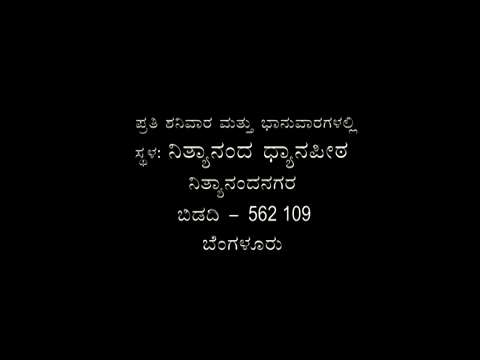 ಪ್ರತಿ ಶನಿವಾರ ಮತ್ತು ಭಾನುವಾರಗಳಲ್ಲಿ
ಸ್ಥಳ: ನಿತ್ಯಾನಂದ ಧ್ಯಾನಪೀಠ
ನಿತ್ಯಾನಂದನಗರ
ಬಿಡದಿ – 562 109
ಬೆಂಗಳೂರು